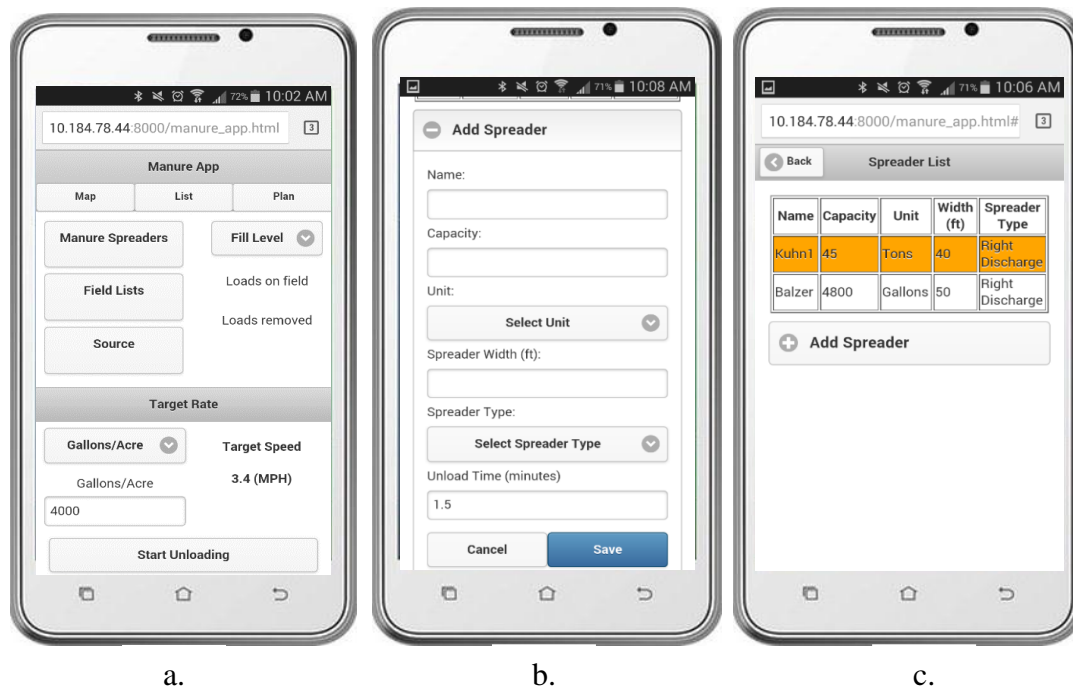 72% 10:02 AM
10.184.78.44:8000/manure_app.html 3
Manure App
Map List Plan
Manure Spreaders Fill Level
Field Lists Loads on field
Loads removed
Source
Target Rate
Gallons/Acre Target Speed
Gallons/Acre 3.4 (MPH)
4000
Start Unloading
a.
71% 10:08 AM
Add Spreader
Name:
Capacity:
Unit:
Select Unit
Spreader Width (ft):
Spreader Type:
Select Spreader Type
Unload Time (minutes)
1.5
Cancel Save
b.
71% 10:06 AM
10.184.78.44:8000/manure_app.html# 3
Back Spreader List
Name Capacity Unit Width (ft) Spreader Type
Kuhn1 45 Tons 40 Right Discharge
Balzer 4800 Gallons 50 Right Discharge
Add Spreader
c.